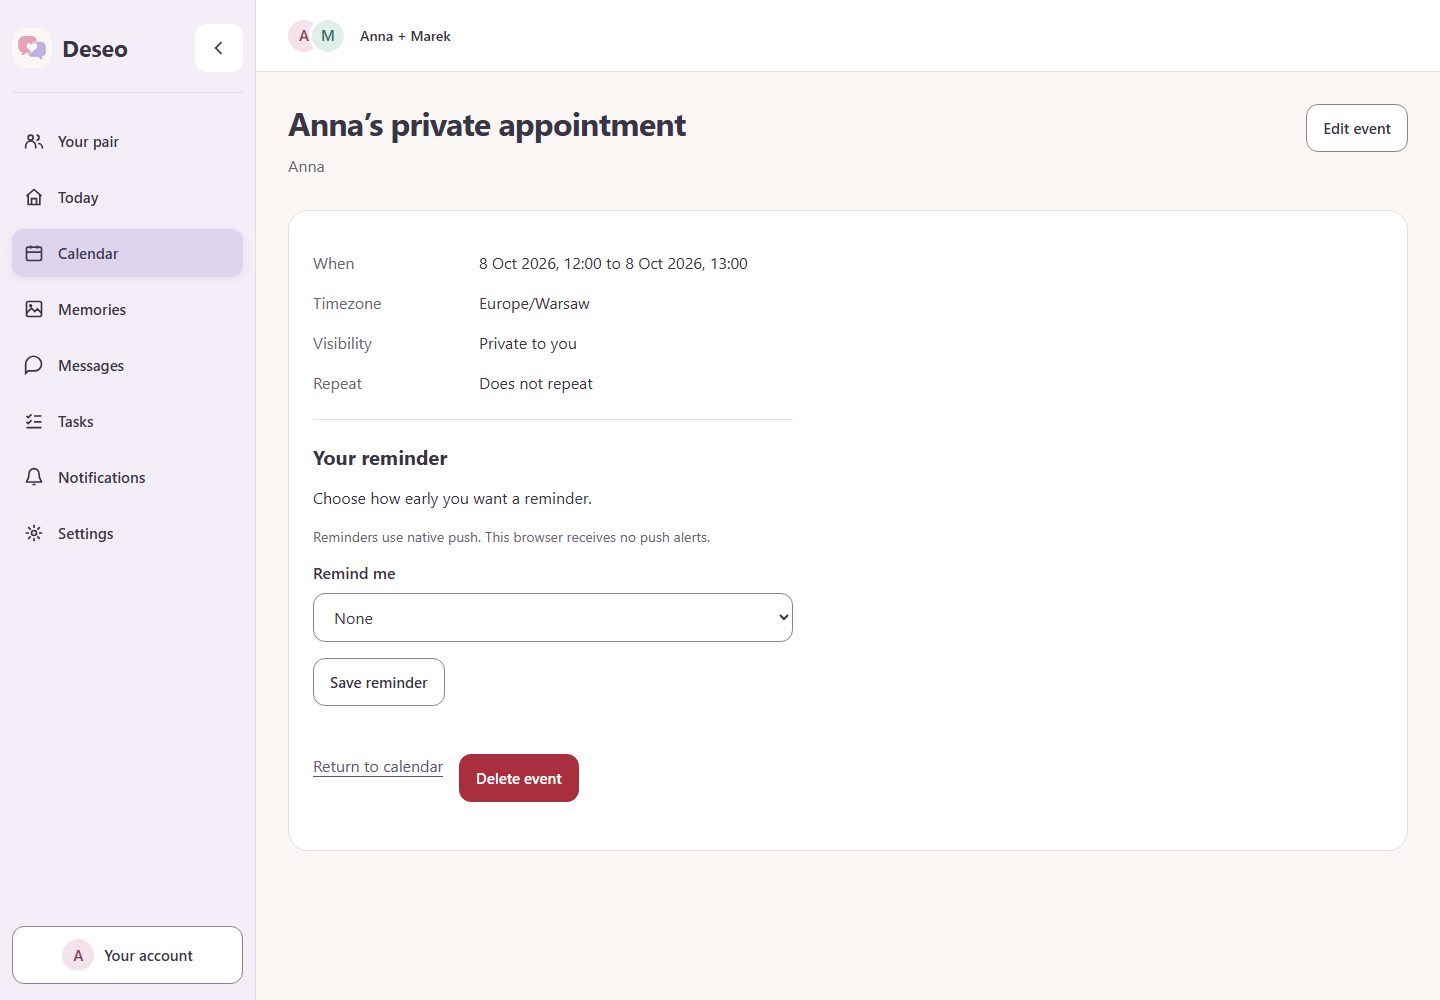 Deseo
Your pair
Today
Calendar
Memories
Messages
Tasks
Notifications
Settings
A Your account
A M Anna + Marek
Anna’s private appointment
Anna
Edit event
When 8 Oct 2026, 12:00 to 8 Oct 2026, 13:00
Timezone Europe/Warsaw
Visibility Private to you
Repeat Does not repeat
Your reminder
Choose how early you want a reminder.
Reminders use native push. This browser receives no push alerts.
Remind me
None
Save reminder
Return to calendar Delete event